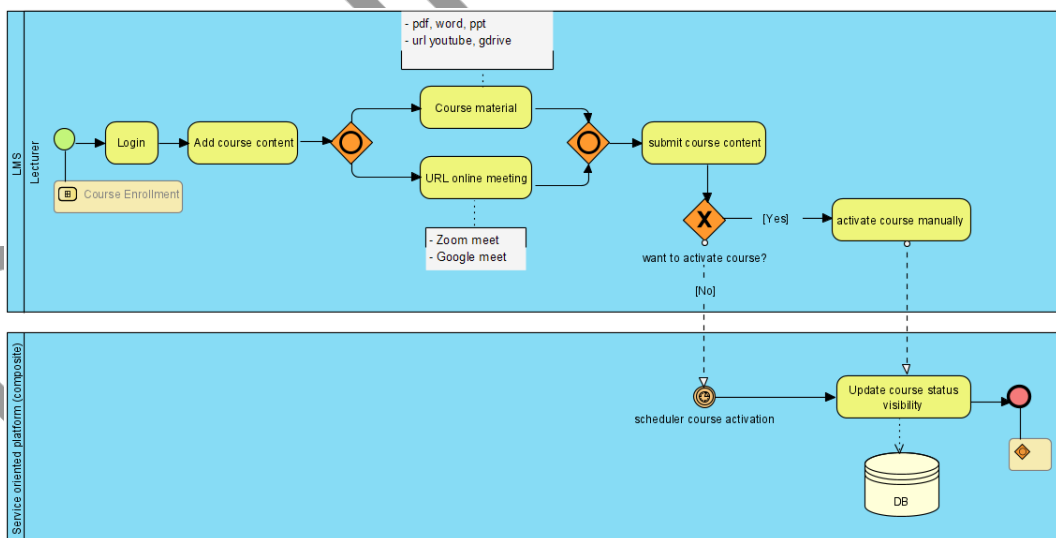 LMS
Lecturer
- pdf, word, ppt
- url youtube, gdrive
Course material
Login
Add course content
submit course content
URL online meeting
Course Enrollment
- Zoom meet
- Google meet
X
[Yes]
activate course manually
want to activate course?
[No]
Service oriented platform (composite)
Update course status
visibility
scheduler course activation
DB